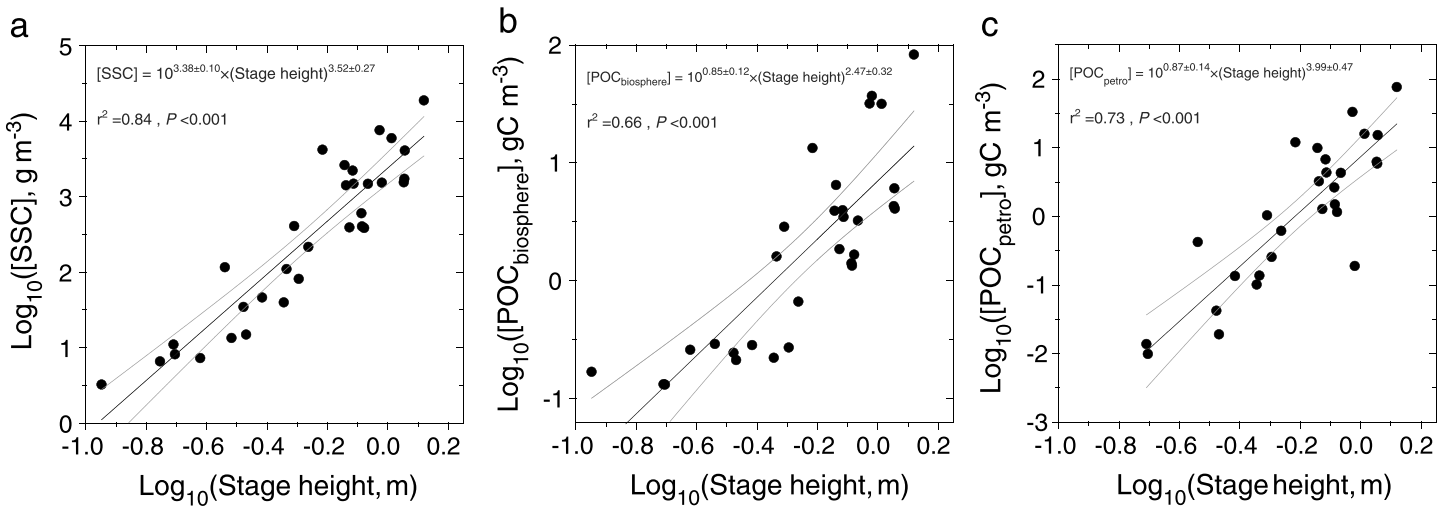 a
[SSC] = 10^3.38±0.10×(Stage height)^3.52±0.27
r² =0.84 , P <0.001
Log₁₀([SSC], g m⁻³)
5
4
3
2
1
0
-1.0 -0.8 -0.6 -0.4 -0.2 0.0 0.2
Log₁₀(Stage height, m)
b
[POC_biosphere] = 10^0.85±0.12×(Stage height)^2.47±0.32
r² =0.66 , P <0.001
Log₁₀([POC_biosphere], gC m⁻³)
2
1
0
-1
-1.0 -0.8 -0.6 -0.4 -0.2 0.0 0.2
Log₁₀(Stage height, m)
c
[POC_petro] = 10^0.87±0.14×(Stage height)^3.99±0.47
r² =0.73 , P <0.001
Log₁₀([POC_petro], gC m⁻³)
2
1
0
-1
-2
-3
-1.0 -0.8 -0.6 -0.4 -0.2 0.0 0.2
Log₁₀(Stage height, m)